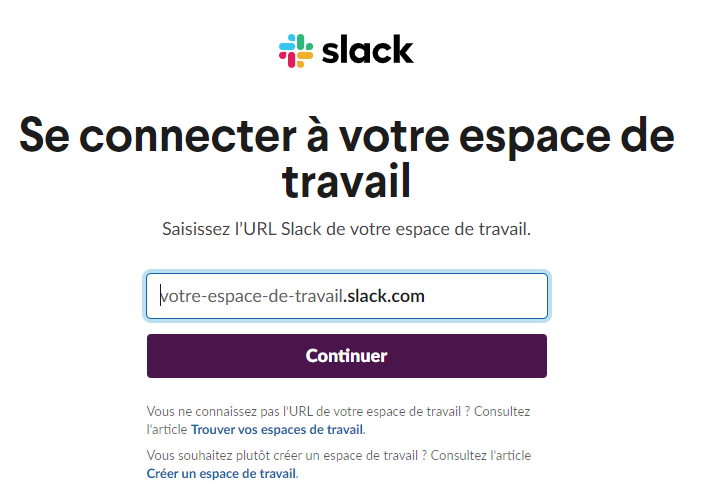 slack
Se connecter à votre espace de
travail
Saisissez l’URL Slack de votre espace de travail.
votre-espace-de-travail.slack.com
Continuer
Vous ne connaissez pas l'URL de votre espace de travail ? Consultez
l'article Trouver vos espaces de travail.
Vous souhaitez plutôt créer un espace de travail ? Consultez l'article
Créer un espace de travail.